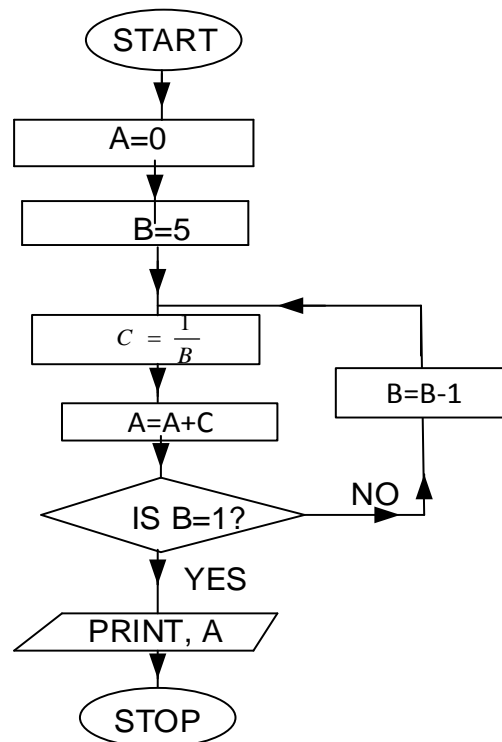 START
A=0
B=5
C = 1/B
B=B-1
A=A+C
IS B=1?
NO
YES
PRINT, A
STOP